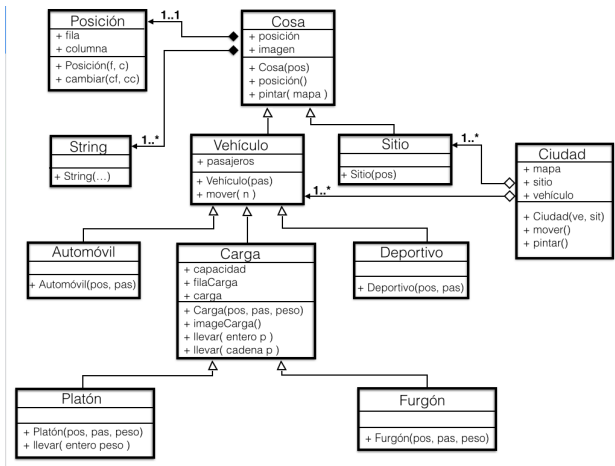 Posición
+ fila
+ columna
+ Posición(f, c)
+ cambiar(cf, cc)
1..1
Cosa
+ posición
+ imagen
+ Cosa(pos)
+ posición()
+ pintar( mapa )
String
+ String(…)
1..*
Vehículo
+ pasajeros
+ Vehículo(pas)
+ mover( n )
Sitio
+ Sitio(pos)
1..*
1..*
Ciudad
+ mapa
+ sitio
+ vehículo
+ Ciudad(ve, sit)
+ mover()
+ pintar()
Automóvil
+ Automóvil(pos, pas)
Carga
+ capacidad
+ filaCarga
+ carga
+ Carga(pos, pas, peso)
+ imageCarga()
+ llevar( entero p )
+ llevar( cadena p )
Deportivo
+ Deportivo(pos, pas)
Platón
+ Platón(pos, pas, peso)
+ llevar( entero peso )
Furgón
+ Furgón(pos, pas, peso)